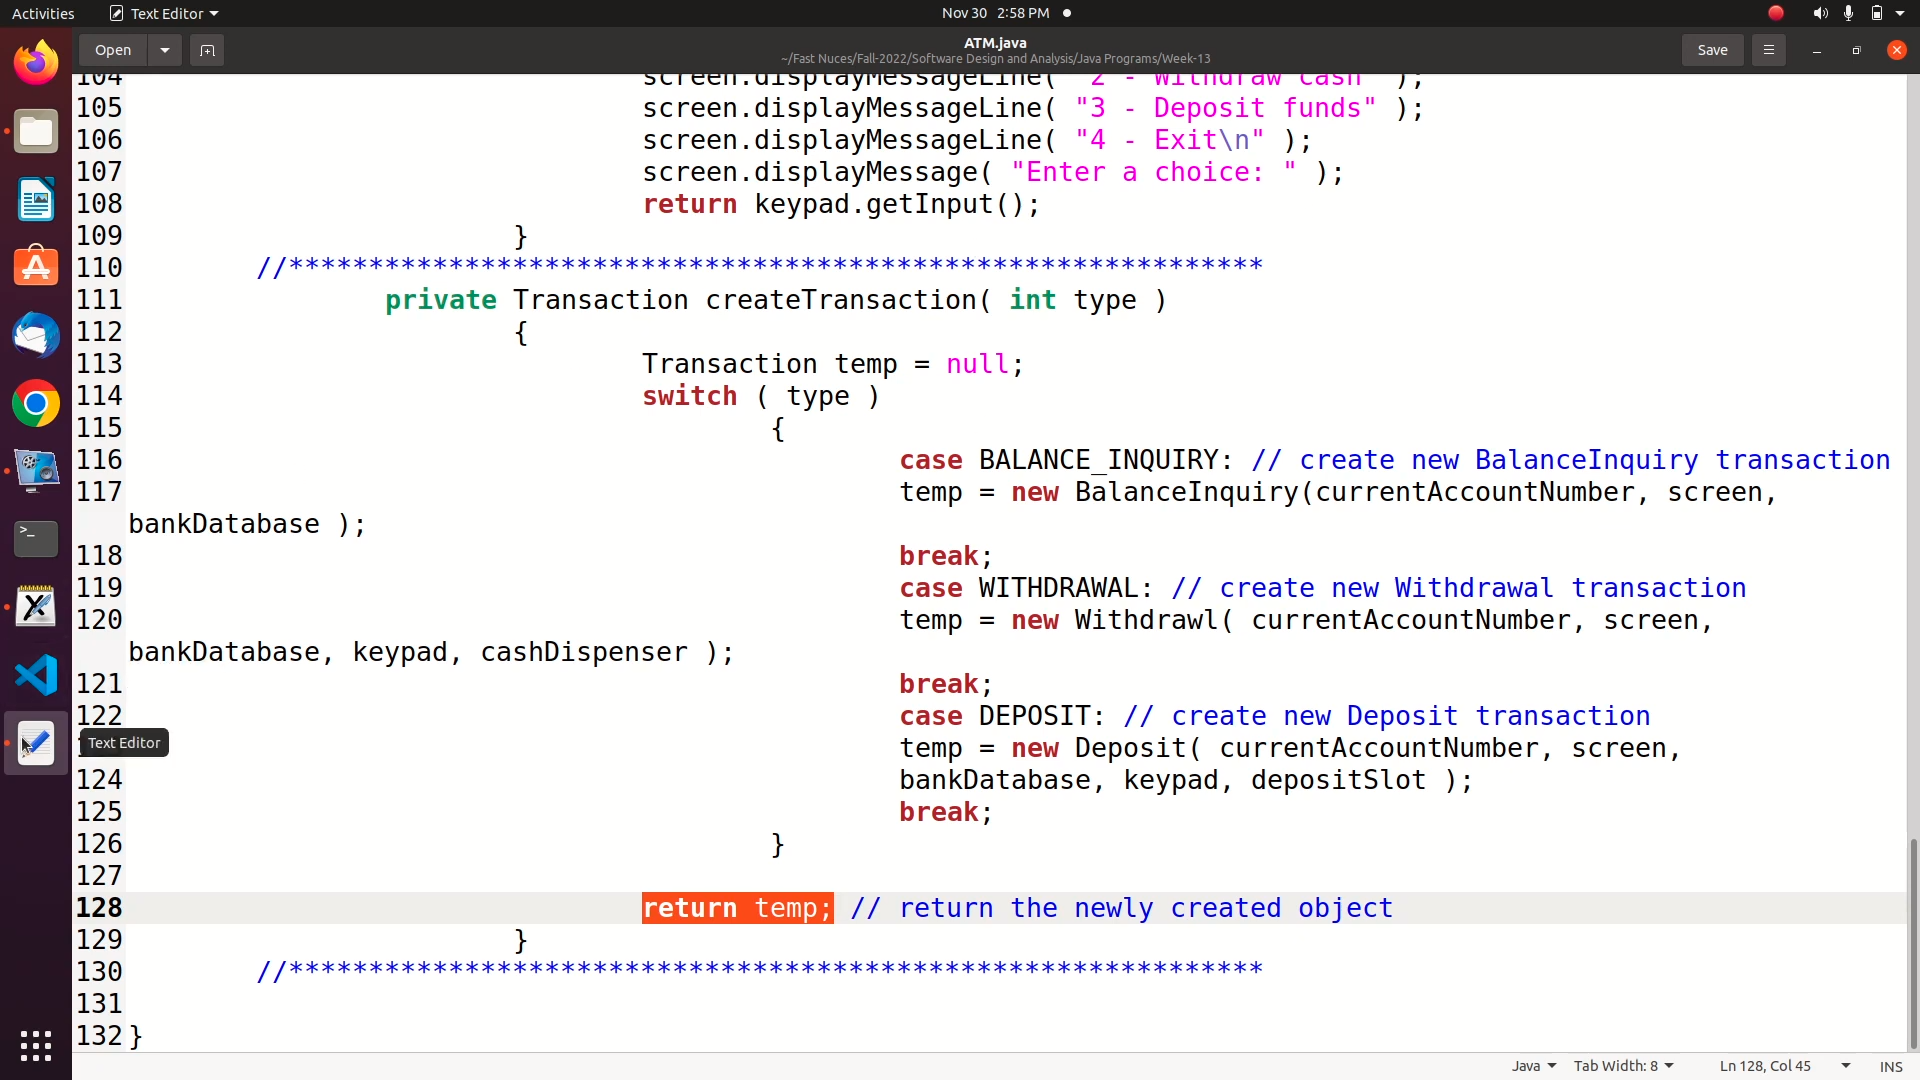 Activities Text Editor Nov 30 2:58 PM
Open ATM.java Save
~/Fast Nuces/Fall-2022/Software Design and Analysis/Java Programs/Week-13
104 screen.displayMessageLine( "2 - Withdraw cash" );
105 screen.displayMessageLine( "3 - Deposit funds" );
106 screen.displayMessageLine( "4 - Exit\n" );
107 screen.displayMessage( "Enter a choice: " );
108 return keypad.getInput();
109 }
110 //*************************************************************
111 private Transaction createTransaction( int type )
112 {
113 Transaction temp = null;
114 switch ( type )
115 {
116 case BALANCE_INQUIRY: // create new BalanceInquiry transaction
117 temp = new BalanceInquiry(currentAccountNumber, screen,
bankDatabase );
118 break;
119 case WITHDRAWAL: // create new Withdrawal transaction
120 temp = new Withdrawl( currentAccountNumber, screen,
bankDatabase, keypad, cashDispenser );
121 break;
122 case DEPOSIT: // create new Deposit transaction
Text Editor temp = new Deposit( currentAccountNumber, screen,
124 bankDatabase, keypad, depositSlot );
125 break;
126 }
127
128 return temp; // return the newly created object
129 }
130 //*************************************************************
131
132 }
Java Tab Width: 8 Ln 128, Col 45 INS